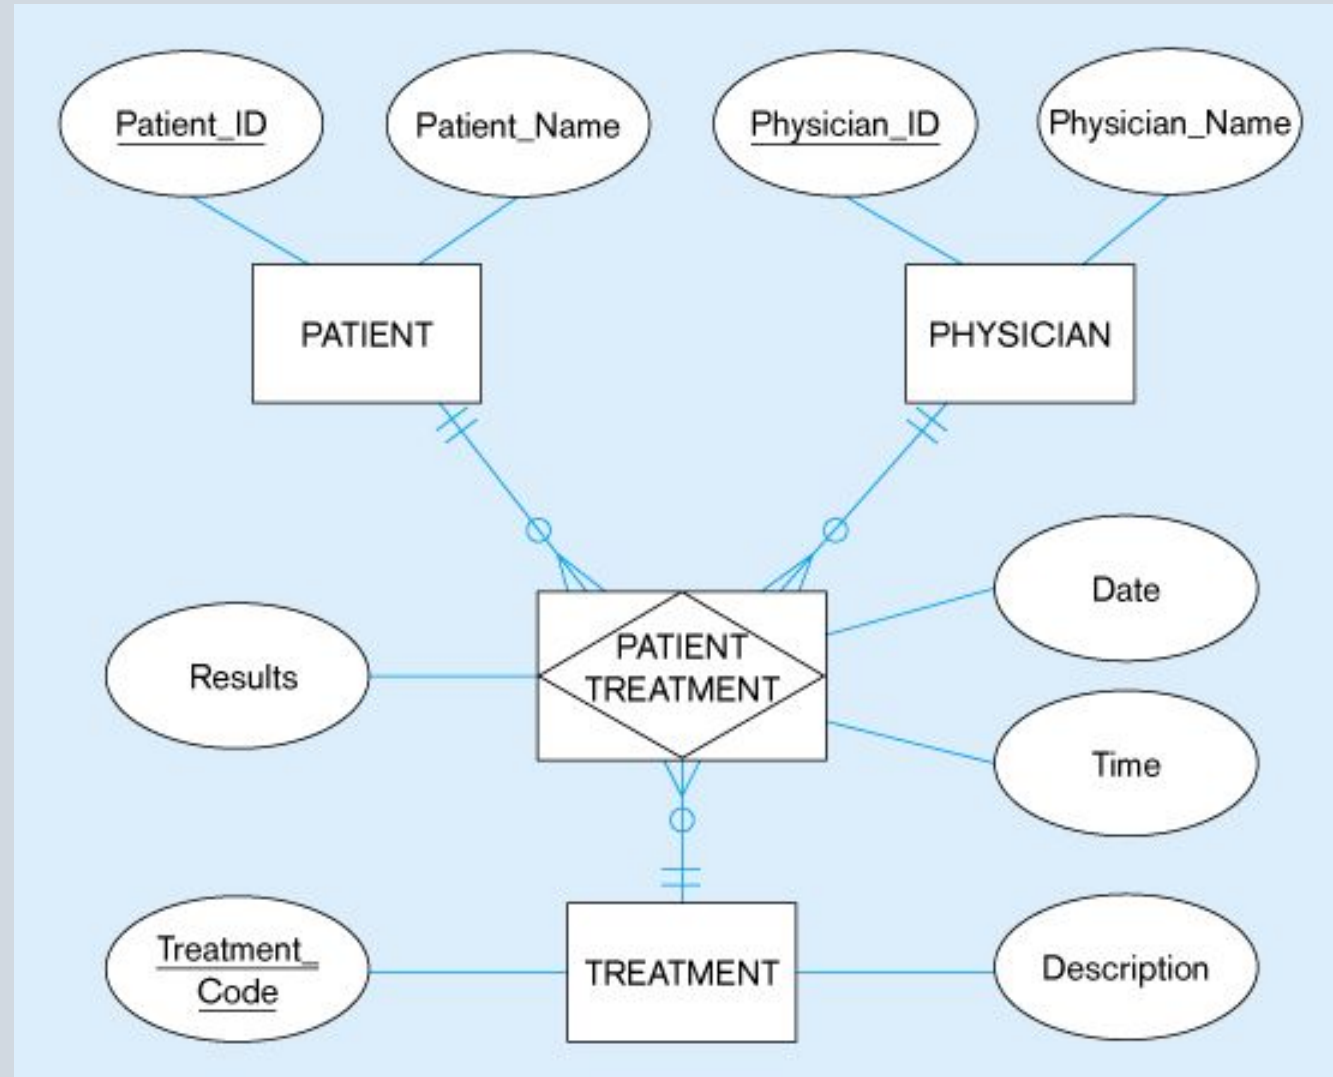 Patient_ID
Patient_Name
Physician_ID
Physician_Name
PATIENT
PHYSICIAN
Date
PATIENT
TREATMENT
Results
Time
Treatment_
Code
TREATMENT
Description